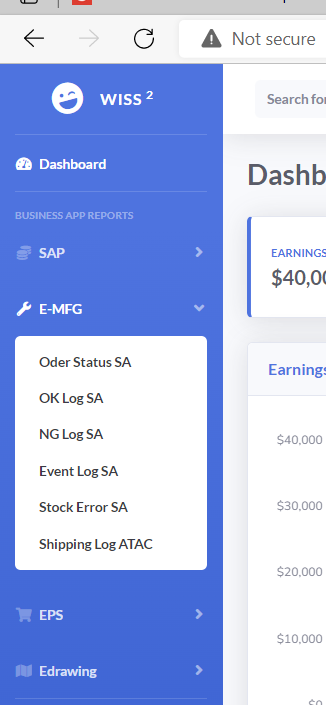 Not secure
WISS 2
Search for
Dashboard
Dashb
BUSINESS APP REPORTS
SAP
EARNINGS
$40,00
E-MFG
Oder Status SA
OK Log SA
NG Log SA
Event Log SA
Stock Error SA
Shipping Log ATAC
EPS
Edrawing
Earnings
$40,000
$30,000
$20,000
$10,000
$0